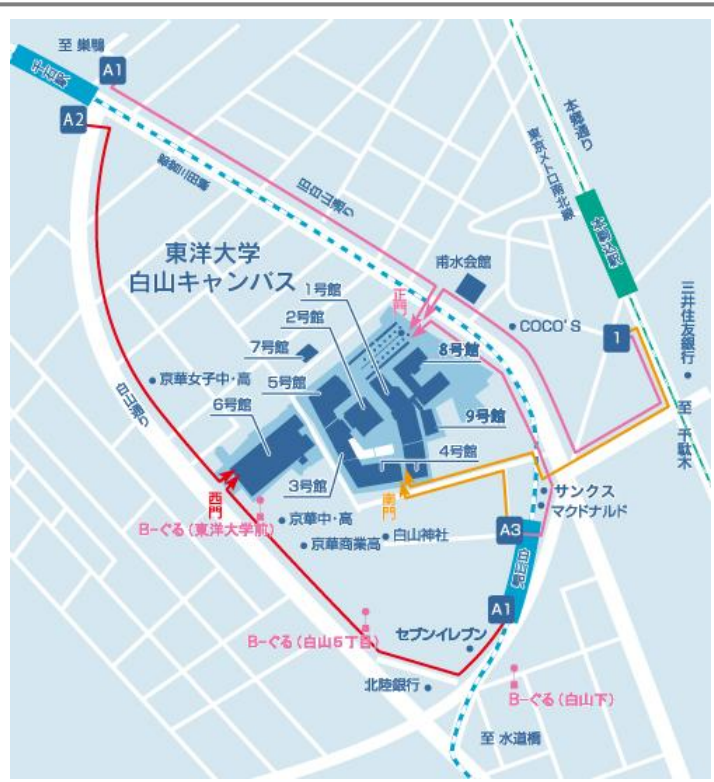 至 巣鴨
A1
千石駅
A2
本郷通り
東京メトロ南北線
都営三田線
旧白山通り
本駒込駅
東洋大学
白山キャンパス
甫水会館
1号館
正門
三井住友銀行
2号館
COCO'S
1
8号館
7号館
京華女子中・高
5号館
至 千駄木
白山通り
6号館
9号館
4号館
3号館
西門
南門
サンクス
マクドナルド
B-ぐる(東洋大学前)
京華中・高
京華商業高
白山神社
A3
白山駅
A1
セブンイレブン
B-ぐる(白山5丁目)
北陸銀行
B-ぐる(白山下)
至 水道橋